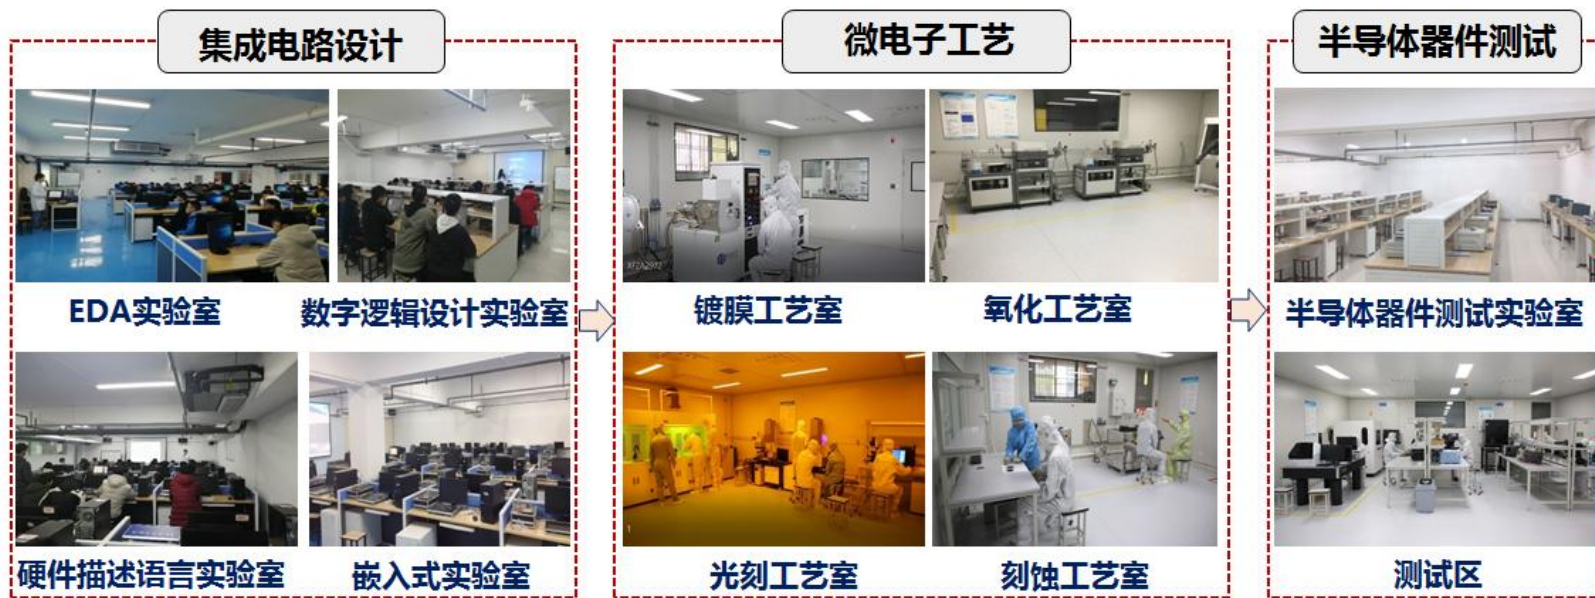 集成电路设计
微电子工艺
半导体器件测试
EDA实验室
数字逻辑设计实验室
镀膜工艺室
氧化工艺室
半导体器件测试实验室
硬件描述语言实验室
嵌入式实验室
光刻工艺室
刻蚀工艺室
测试区